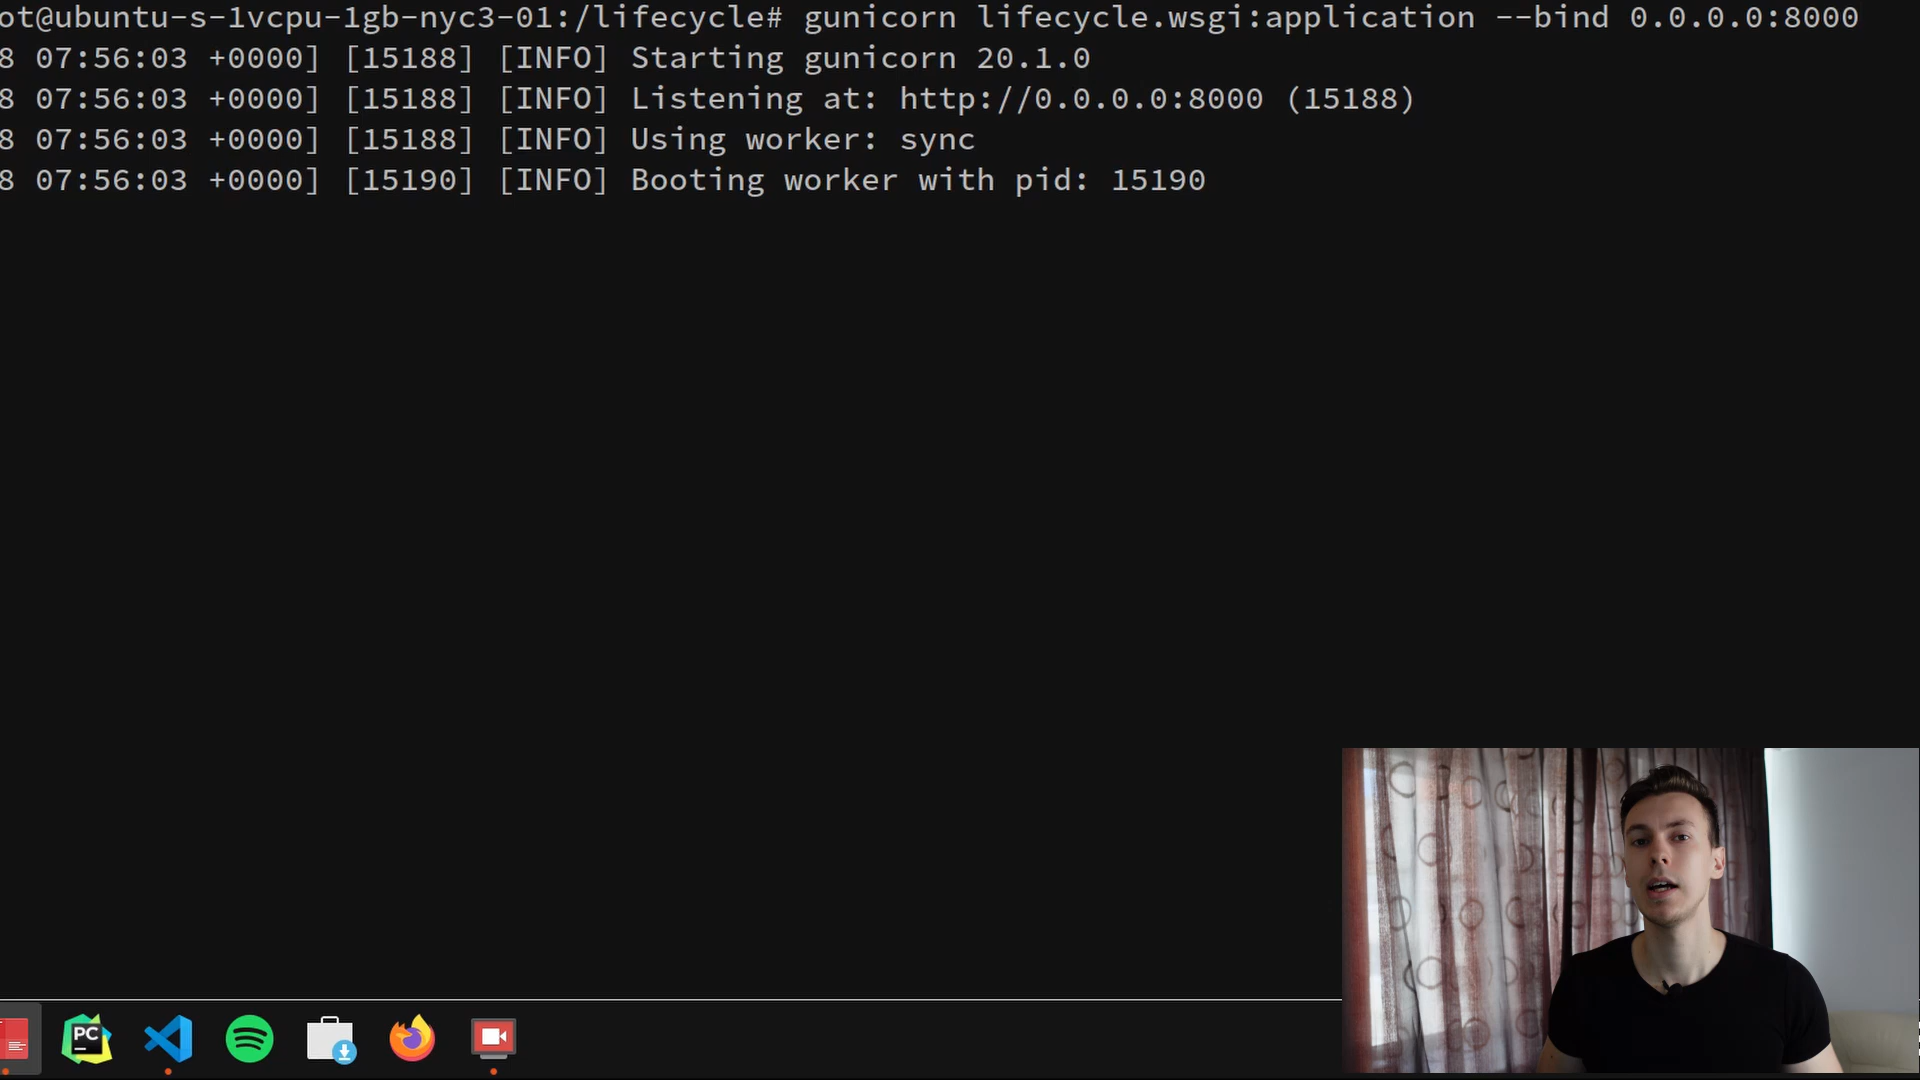 ot@ubuntu-s-1vcpu-1gb-nyc3-01:/lifecycle# gunicorn lifecycle.wsgi:application --bind 0.0.0.0:8000
8 07:56:03 +0000] [15188] [INFO] Starting gunicorn 20.1.0
8 07:56:03 +0000] [15188] [INFO] Listening at: http://0.0.0.0:8000 (15188)
8 07:56:03 +0000] [15188] [INFO] Using worker: sync
8 07:56:03 +0000] [15190] [INFO] Booting worker with pid: 15190
PC